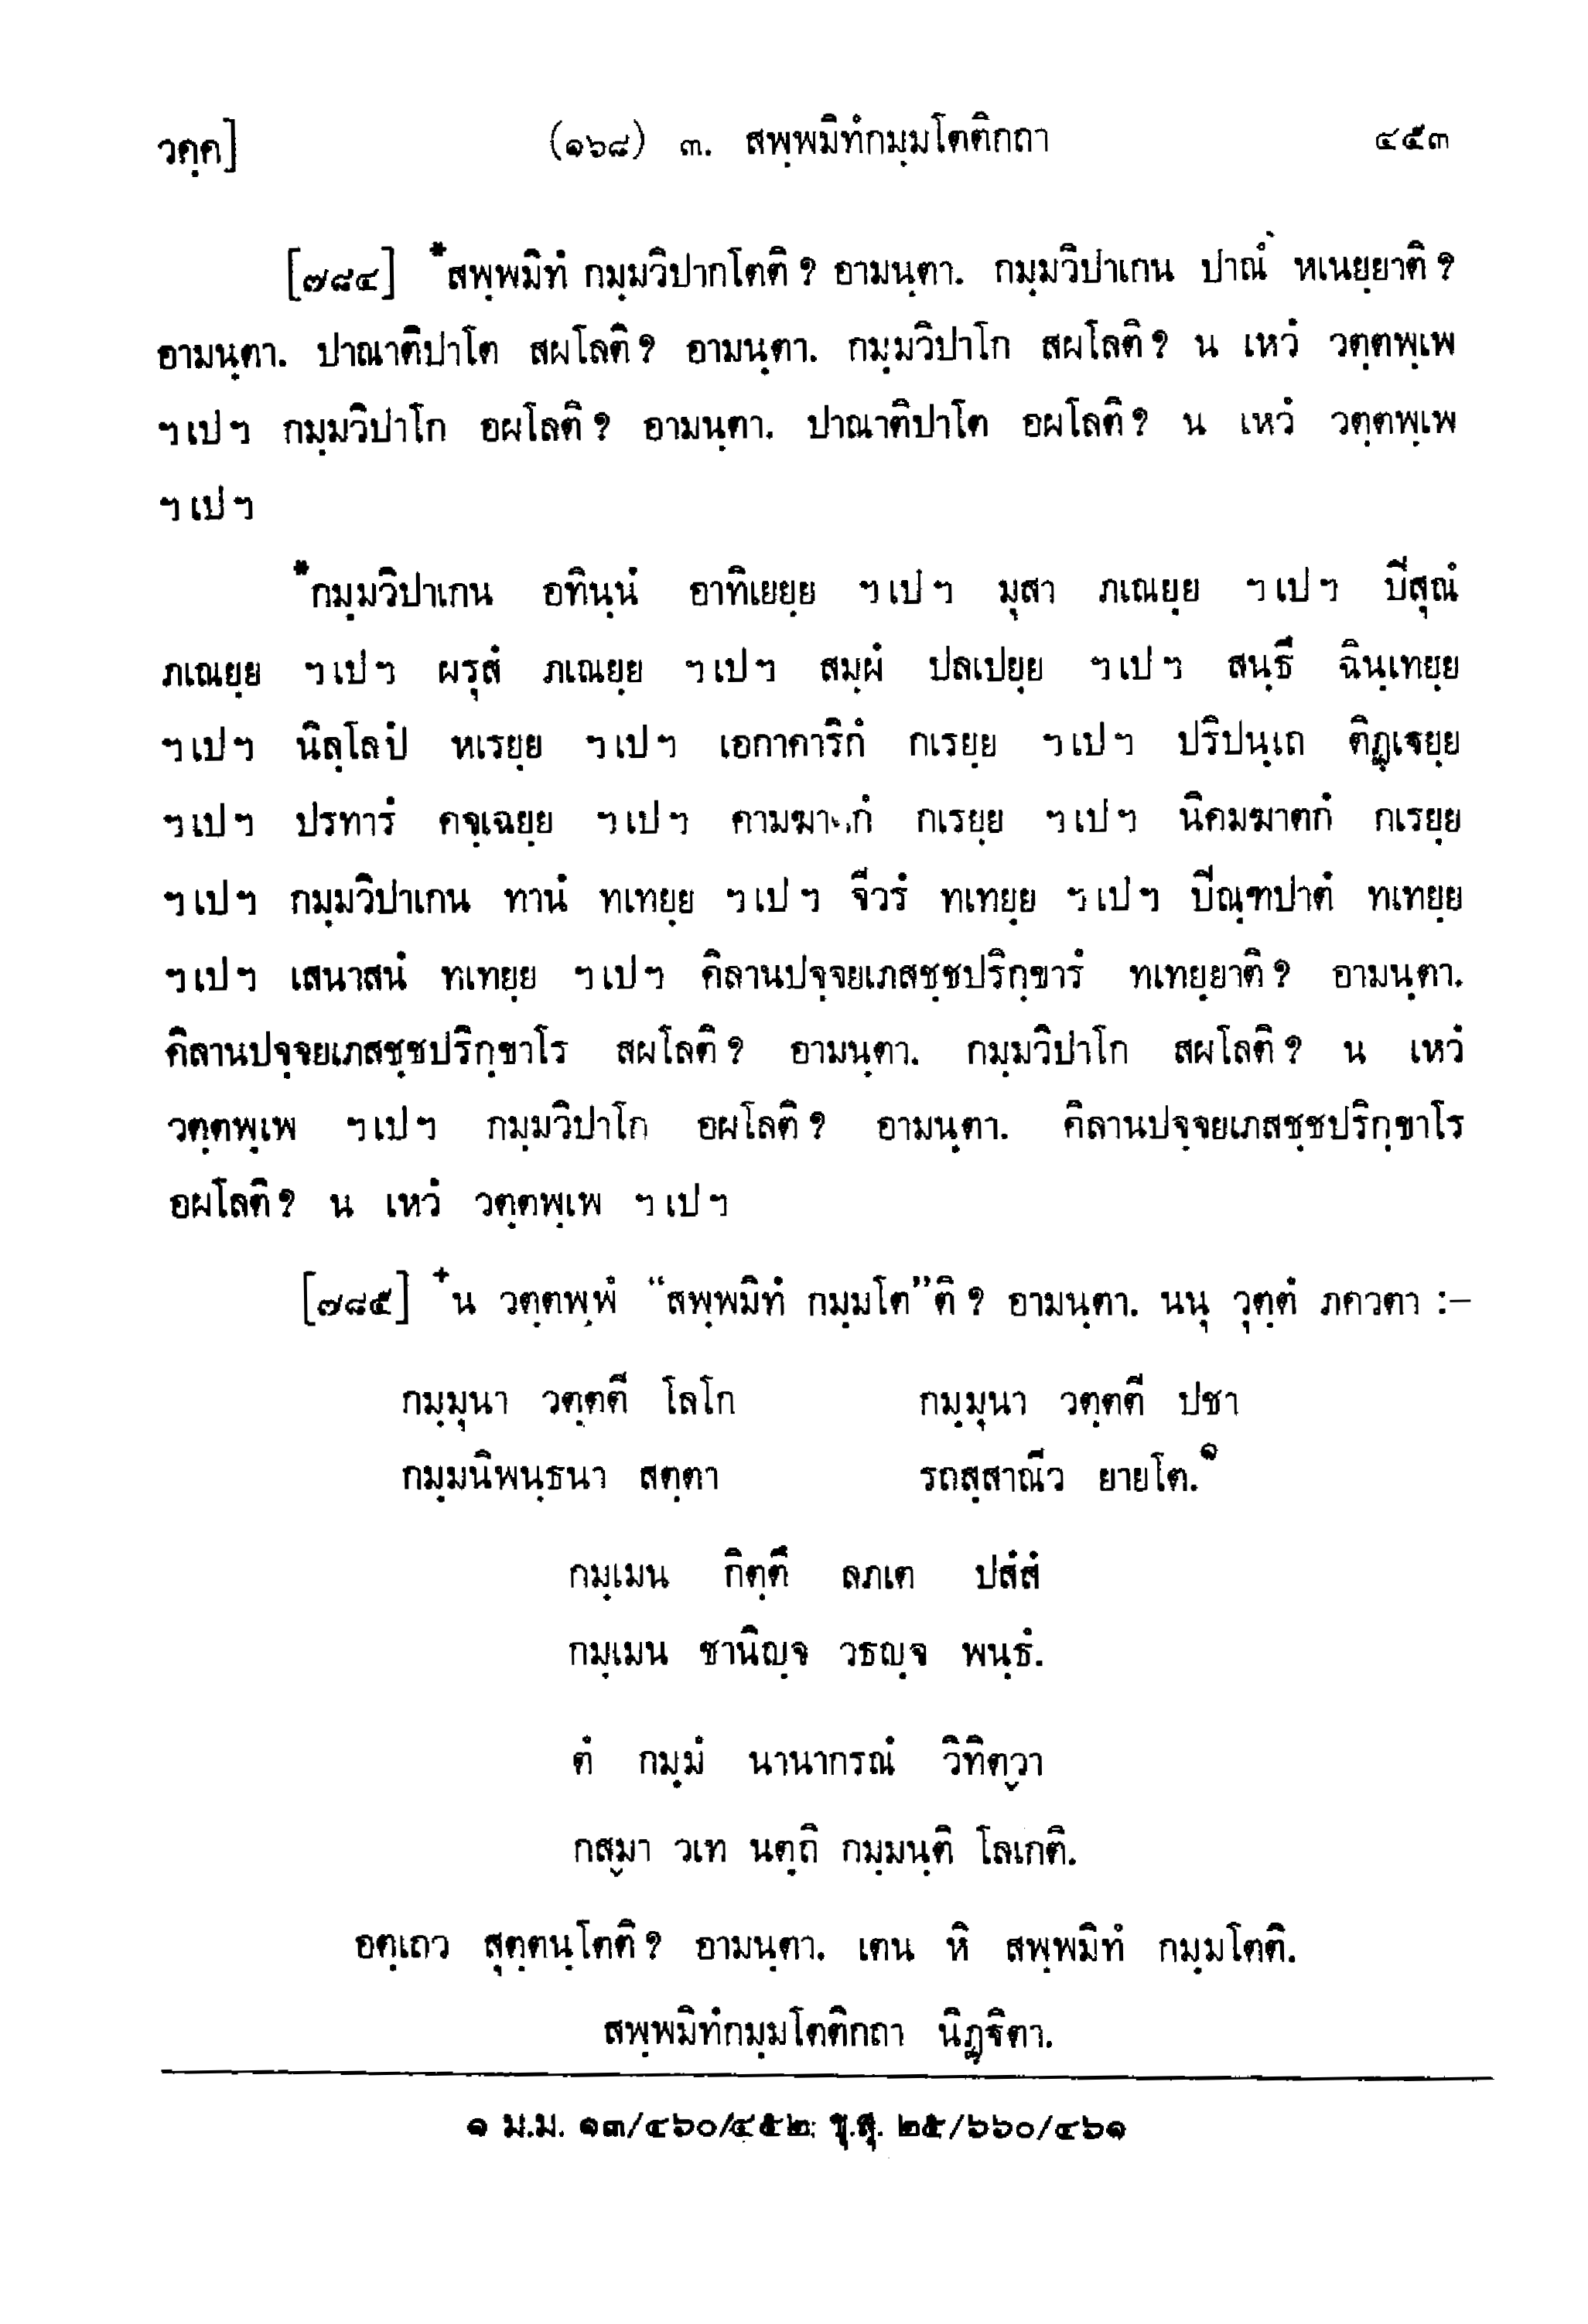 วคฺค] (๑๖๘) ๓. สพฺพมิทํกมฺมโตติกถา ๔๕๓
[๗๘๔] *สพฺพมิทํ กมฺมวิปากโตติ ? อามนฺตา. กมฺมวิปาเกน ปาณํ หเนยฺยาติ ?
อามนฺตา. ปาณาติปาโต สผโลติ ? อามนฺตา. กมฺมวิปาโก สผโลติ ? น เหวํ วตฺตพฺเพ
ฯเปฯ กมฺมวิปาโก อผโลติ ? อามนฺตา. ปาณาติปาโต อผโลติ ? น เหวํ วตฺตพฺเพ
ฯเปฯ
*กมฺมวิปาเกน อทินฺนํ อาทิเยยฺย ฯเปฯ มุสา ภเณยฺย ฯเปฯ ปีสุณํ
ภเณยฺย ฯเปฯ ผรุสํ ภเณยฺย ฯเปฯ สมฺผํ ปลเปยฺย ฯเปฯ สนฺธึ ฉินฺเทยฺย
ฯเปฯ นิลฺโลปํ หเรยฺย ฯเปฯ เอกาคาริกํ กเรยฺย ฯเปฯ ปริปนฺเถ ติฏฺเฐยฺย
ฯเปฯ ปรทารํ คจฺเฉยฺย ฯเปฯ กเรยฺย ฯเปฯ นิคมฆาตกํ กเรยฺย
ฯเปฯ กมฺมวิปาเกน ทานํ ทเทยฺย ฯเปฯ จีวรํ ทเทยฺย ฯเปฯ ปีณฺฑปาตํ ทเทยฺย
ฯเปฯ เสนาสนํ ทเทยฺย ฯเปฯ คิลานปจฺจยเภสชฺชปริกฺขารํ ทเทยฺยาติ ? อามนฺตา.
คิลานปจฺจยเภสชฺชปริกฺขาโร สผโลติ ? อามนฺตา. กมฺมวิปาโก สผโลติ ? น เหวํ
วตฺตพฺเพ ฯเปฯ กมฺมวิปาโก อผโลติ ? อามนฺตา. คิลานปจฺจยเภสชฺชปริกฺขาโร
อผโลติ ? น เหวํ วตฺตพฺเพ ฯเปฯ
[๗๘๕] +น วตฺตพฺพํ “สพฺพมิทํ กมฺมโต”ติ ? อามนฺตา. นนุ วุตฺตํ ภควตา :-
กมฺมุนา วตฺตตี โลโก กมฺมุนา วตฺตตี ปชา
กมฺมนิพนฺธนา สตฺตา รถสฺสาณีว ยายโต.๑
กมฺเมน กิตฺตึ ลภเต ปสํสํ
กมฺเมน ชานิญฺจ วธญฺจ พนฺธํ.
ตํ กมฺมํ นานากรณํ วิทิตฺวา
กสฺมา วเท นตฺถิ กมฺมนฺติ โลเกติ.
อตฺเถว สุตฺตนฺโตติ ? อามนฺตา. เตน หิ สพฺพมิทํ กมฺมโตติ.
สพฺพมิทํกมฺมโตติกถา นิฏฺฐิตา.
๑ ม.ม. ๑๓/๔๖๐/๔๕๒; ขุ.สุ. ๒๕/๖๖๐/๔๖๑